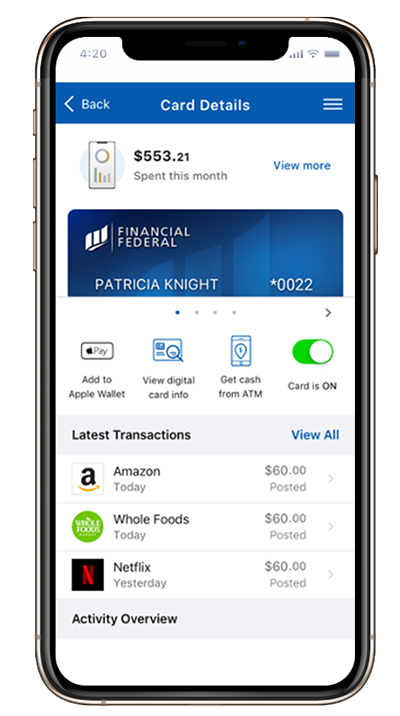 4:20
Back
Card Details
$553.21
Spent this month
View more
FINANCIAL
FEDERAL
PATRICIA KNIGHT *0022
Pay
Add to
Apple Wallet
View digital
card info
Get cash
from ATM
Card is ON
Latest Transactions
View All
a
Amazon
Today
$60.00
Posted
WHOLE
FOODS
MARKET
Whole Foods
Today
$60.00
Posted
N
Netflix
Yesterday
$60.00
Posted
Activity Overview